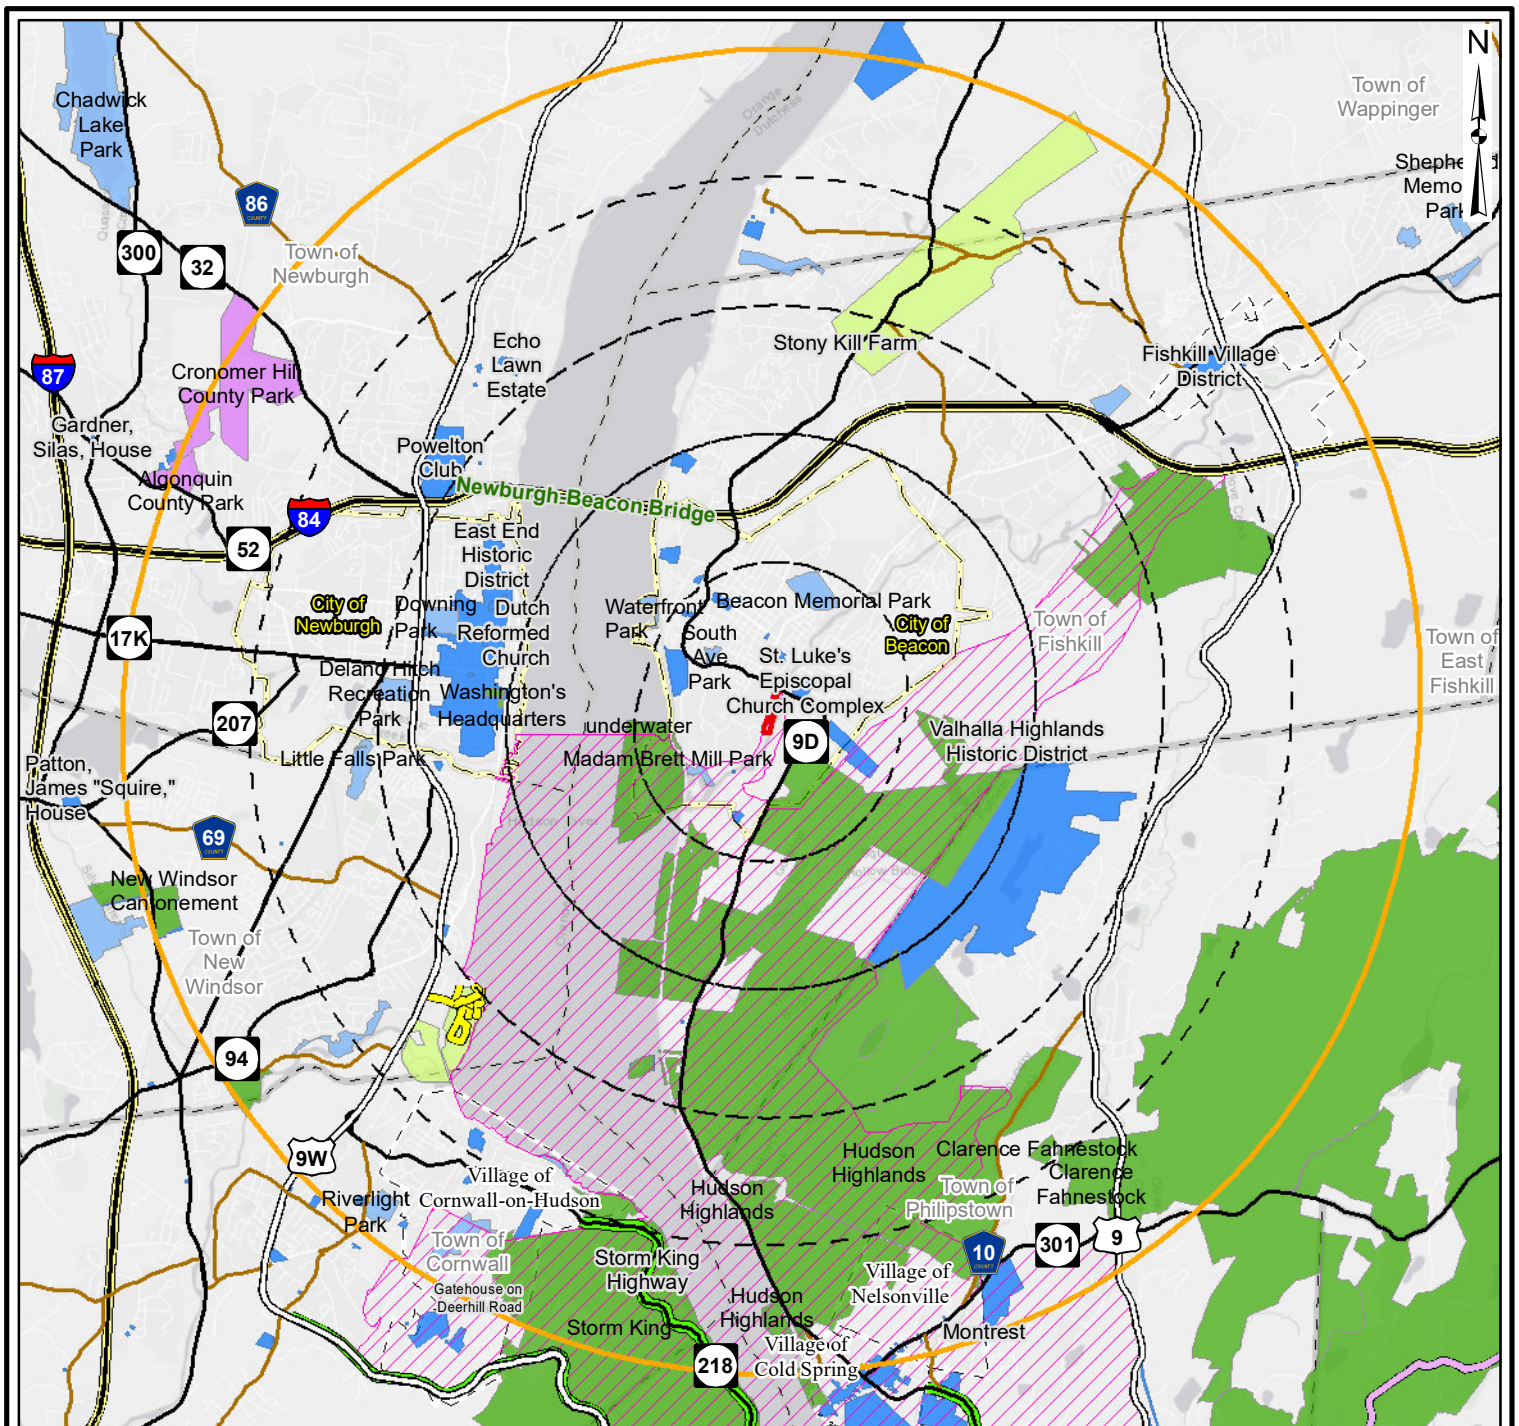 N
Town of
Wappinger
Chadwick
Lake
Park
Orange
Dutchess
86
COUNTY
300
32
Town of
Newburgh
Echo
Lawn
Estate
Stony Kill Farm
Fishkill Village
District
87
Cronomer Hill
County Park
Gardner,
Silas, House
Powelton
Club
Algonquin
County Park
Newburgh-Beacon Bridge
84
52
East End
Historic
District
City of
Newburgh
Downing
Park
Dutch
Reformed
Church
Waterfront
Park
Beacon Memorial Park
South
Ave
Park
City of
Beacon
St. Luke's
Episcopal
Church Complex
Town of
Fishkill
Town of
East
Fishkill
17K
Deland Hitch
Recreation
Park
Washington's
Headquarters
207
underwater
9D
Valhalla Highlands
Historic District
Little Falls Park
Madam Brett Mill Park
Patton,
James "Squire,"
House
69
COUNTY
New Windsor
Cantonement
Town of
New
Windsor
94
9W
Village of
Cornwall-on-Hudson
Hudson
Highlands
Clarence Fahnestock
Clarence
Fahnestock
Town of
Philipstown
Hudson
Highlands
Riverlight
Park
Town of
Cornwall
10
COUNTY
301
9
Storm King
Highway
Village of
Nelsonville
Gatehouse on
Deerhill Road
Hudson
Highlands
Storm King
Montrest
Village of
Cold Spring
218